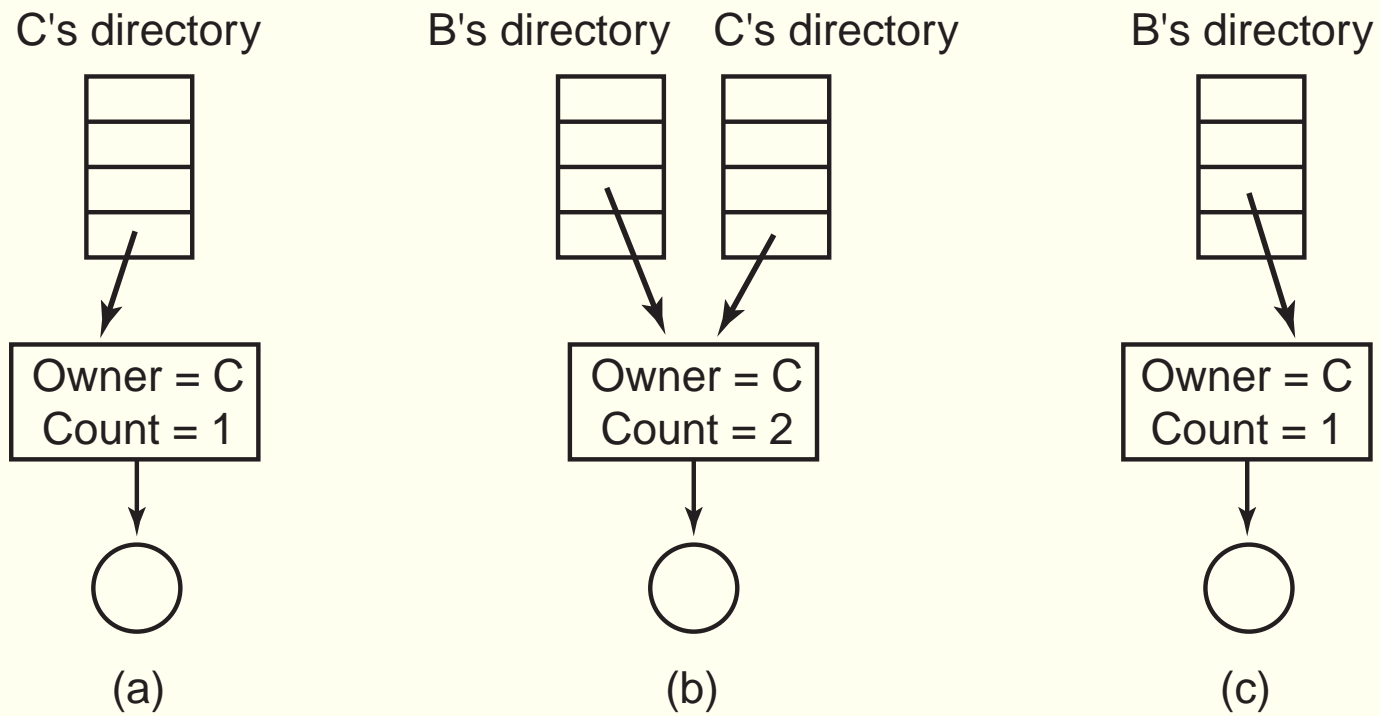 C's directory
B's directory C's directory
B's directory
Owner = C
Count = 1
Owner = C
Count = 2
Owner = C
Count = 1
(a)
(b)
(c)